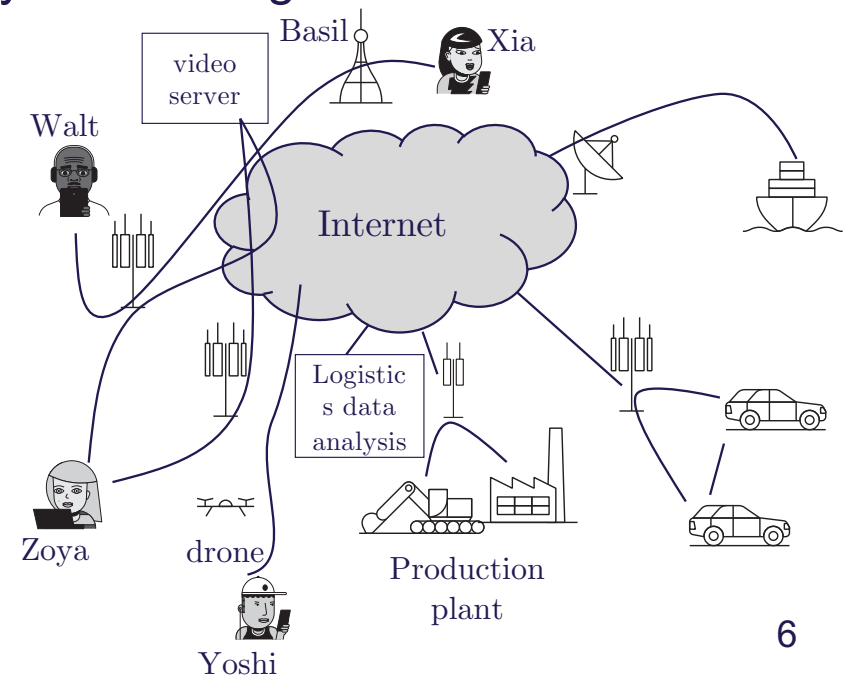 Basil
Xia
video
server
Walt
Internet
Logistic
s data
analysis
Zoya
drone
Production
plant
Yoshi
6